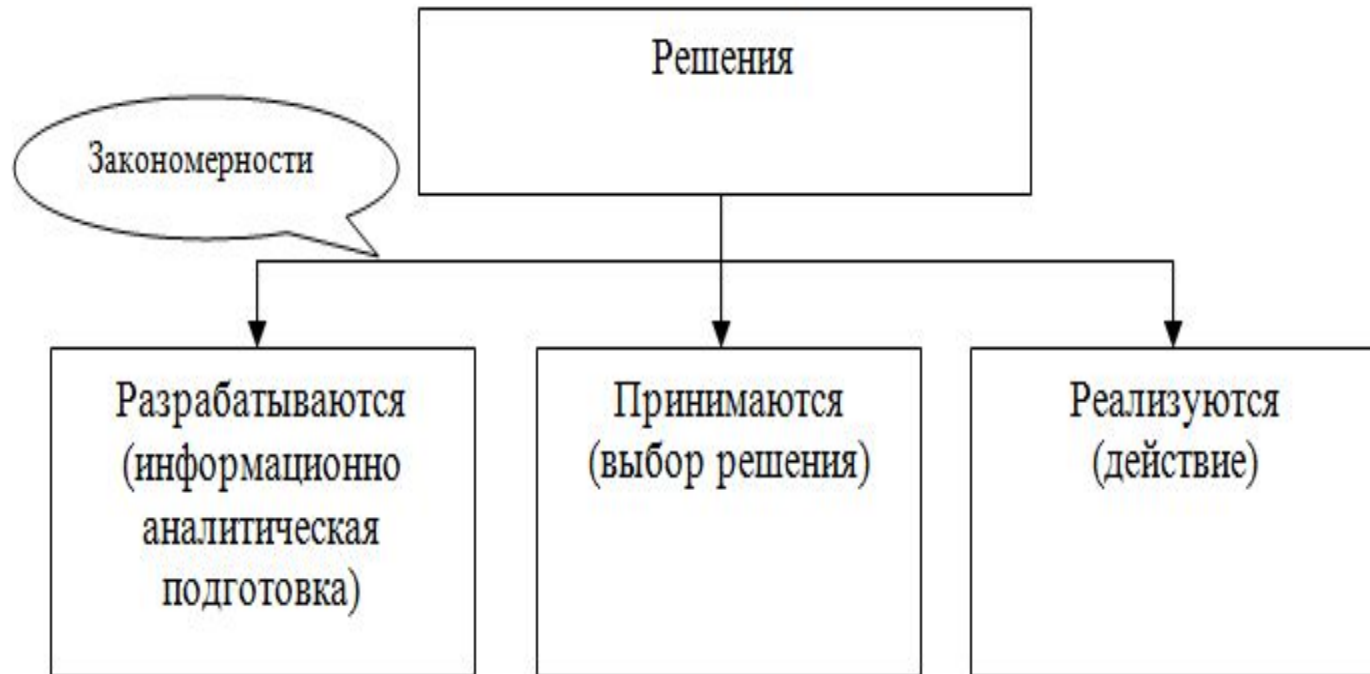 Решения
Закономерности
Разрабатываются
(информационно
аналитическая
подготовка)
Принимаются
(выбор решения)
Реализуются
(действие)